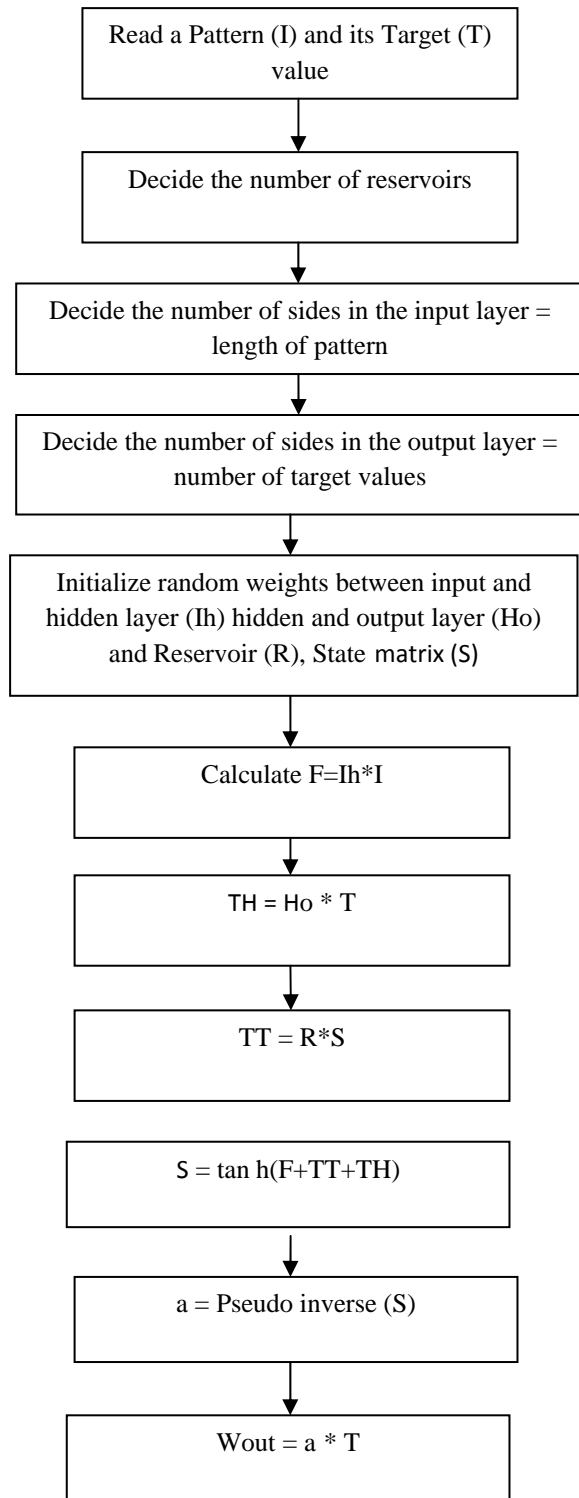 Read a Pattern (I) and its Target (T)
value
Decide the number of reservoirs
Decide the number of sides in the input layer =
length of pattern
Decide the number of sides in the output layer =
number of target values
Initialize random weights between input and
hidden layer (Ih) hidden and output layer (Ho)
and Reservoir (R), State matrix (S)
Calculate F=Ih*I
TH = Ho * T
TT = R*S
S = tan h(F+TT+TH)
a = Pseudo inverse (S)
Wout = a * T